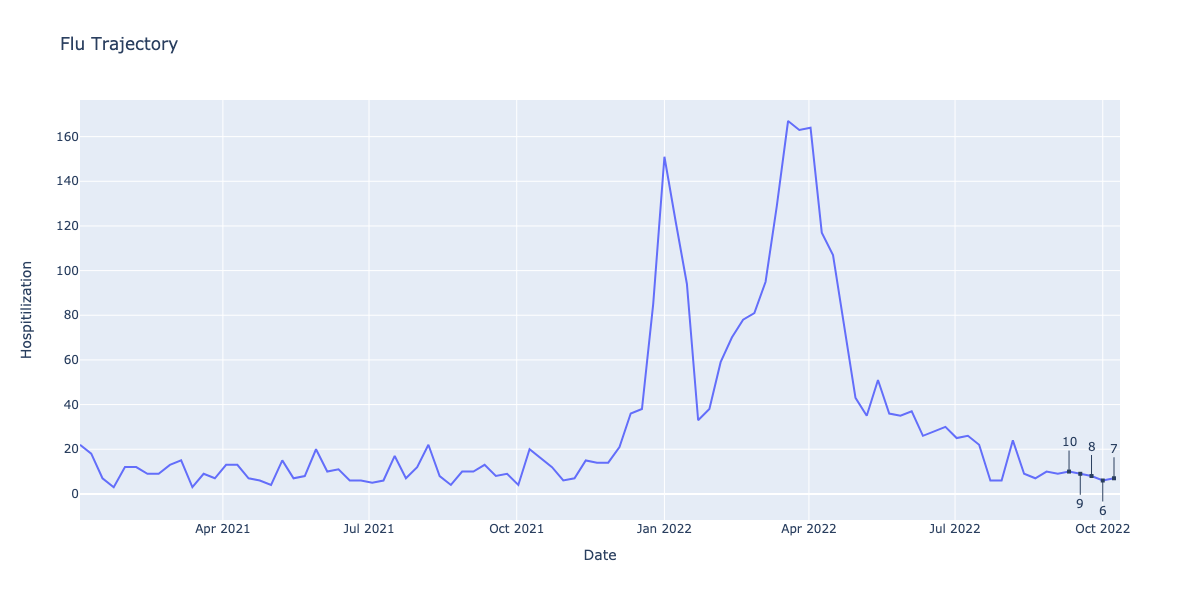 Flu Trajectory
Hospitilization
160
140
120
100
80
60
40
20
0
10
9
8
6
7
Apr 2021
Jul 2021
Oct 2021
Jan 2022
Apr 2022
Jul 2022
Oct 2022
Date